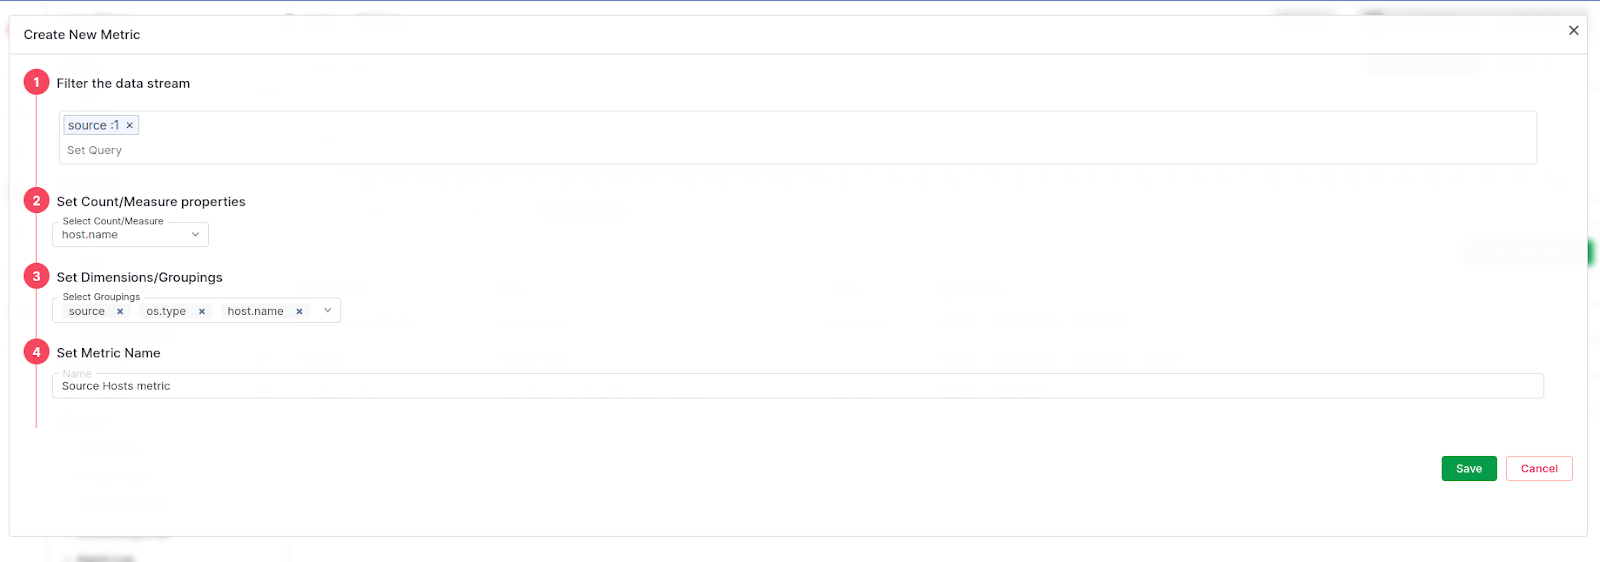 Create New Metric
1 Filter the data stream
source :1 ×
Set Query
2 Set Count/Measure properties
Select Count/Measure
host.name
3 Set Dimensions/Groupings
Select Groupings
source × os.type × host.name ×
4 Set Metric Name
Name
Source Hosts metric
Save Cancel